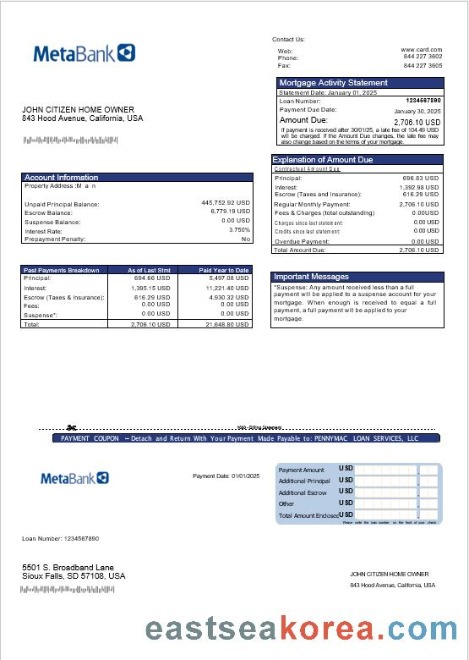 MetaBank
Contact Us:
Web: www.card.com
Phone: 844 227 3602
Fax: 844 227 3605
Mortgage Activity Statement
Statement Date: January 01, 2025
Loan Number: 1234567890
Payment Due Date: January 30, 2025
Amount Due: 2,706.10 USD
If payment is received after 30/01/25, a late fee of 104.49 USD
will be charged. If the Amount Due changes, the late fee may
also change based on the terms of your mortgage.
JOHN CITIZEN HOME OWNER
843 Hood Avenue, California, USA
Account Information
Property Address :M a n
Unpaid Principal Balance: 445,752.92 USD
Escrow Balance: 6,779.19 USD
Suspense Balance: 0.00 USD
Interest Rate: 3.750%
Prepayment Penalty: No
Explanation of Amount Due
Contractual Amount Due
Principal: 696.83 USD
Interest: 1,392.98 USD
Escrow (Taxes and Insurance): 616.29 USD
Regular Monthly Payment: 2,706.10 USD
Fees & Charges (total outstanding) 0.00USD
Charges since last statement: 0.00 USD
Credits since last statement: 0.00 USD
Overdue Payment: 0.00 USD
Total Amount Due: 2,706.10 USD
Past Payments Breakdown As of Last Stmt Paid Year to Date
Principal: 694.66 USD 5,497.08 USD
Interest: 1,395.15 USD 11,221.40 USD
Escrow (Taxes & Insurance): 616.29 USD 4,930.32 USD
Fees: 0.00 USD 0.00 USD
Suspense*: 0.00 USD 0.00 USD
Total: 2,706.10 USD 21,648.80 USD
Important Messages
*Suspense: Any amount received less than a full
payment will be applied to a suspense account for your
mortgage. When enough is received to equal a full
payment, a full payment will be applied to your
mortgage.
PAYMENT COUPON – Detach and Return With Your Payment Made Payable to: PENNYMAC LOAN SERVICES, LLC
MetaBank
Payment Date: 01/01/2025
Payment Amount USD
Additional Principal USD
Additional Escrow USD
Other USD
Total Amount Enclosed USD
Please write the loan number on the front of your check
Loan Number: 1234567890
5501 S. Broadband Lane
Sioux Falls, SD 57108, USA
JOHN CITIZEN HOME OWNER
843 Hood Avenue, California, USA
eastseakorea.com